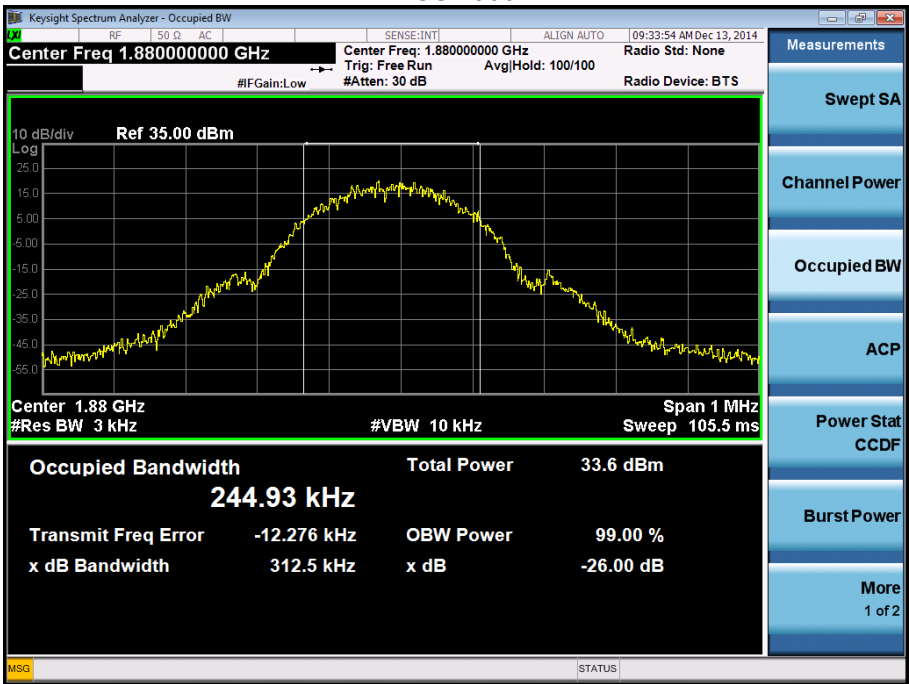 Keysight Spectrum Analyzer - Occupied BW
LXI RF 50 Ω AC SENSE:INT ALIGN AUTO 09:33:54 AM Dec 13, 2014
Center Freq 1.880000000 GHz
Center Freq: 1.880000000 GHz Radio Std: None
Trig: Free Run Avg|Hold: 100/100
#IFGain:Low #Atten: 30 dB Radio Device: BTS
10 dB/div Ref 35.00 dBm
Log
25.0
15.0
5.00
-5.00
-15.0
-25.0
-35.0
-45.0
-55.0
Center 1.88 GHz Span 1 MHz
#Res BW 3 kHz #VBW 10 kHz Sweep 105.5 ms
Occupied Bandwidth Total Power 33.6 dBm
244.93 kHz
Transmit Freq Error -12.276 kHz OBW Power 99.00 %
x dB Bandwidth 312.5 kHz x dB -26.00 dB
Measurements
Swept SA
Channel Power
Occupied BW
ACP
Power Stat
CCDF
Burst Power
More
1 of 2
MSG STATUS